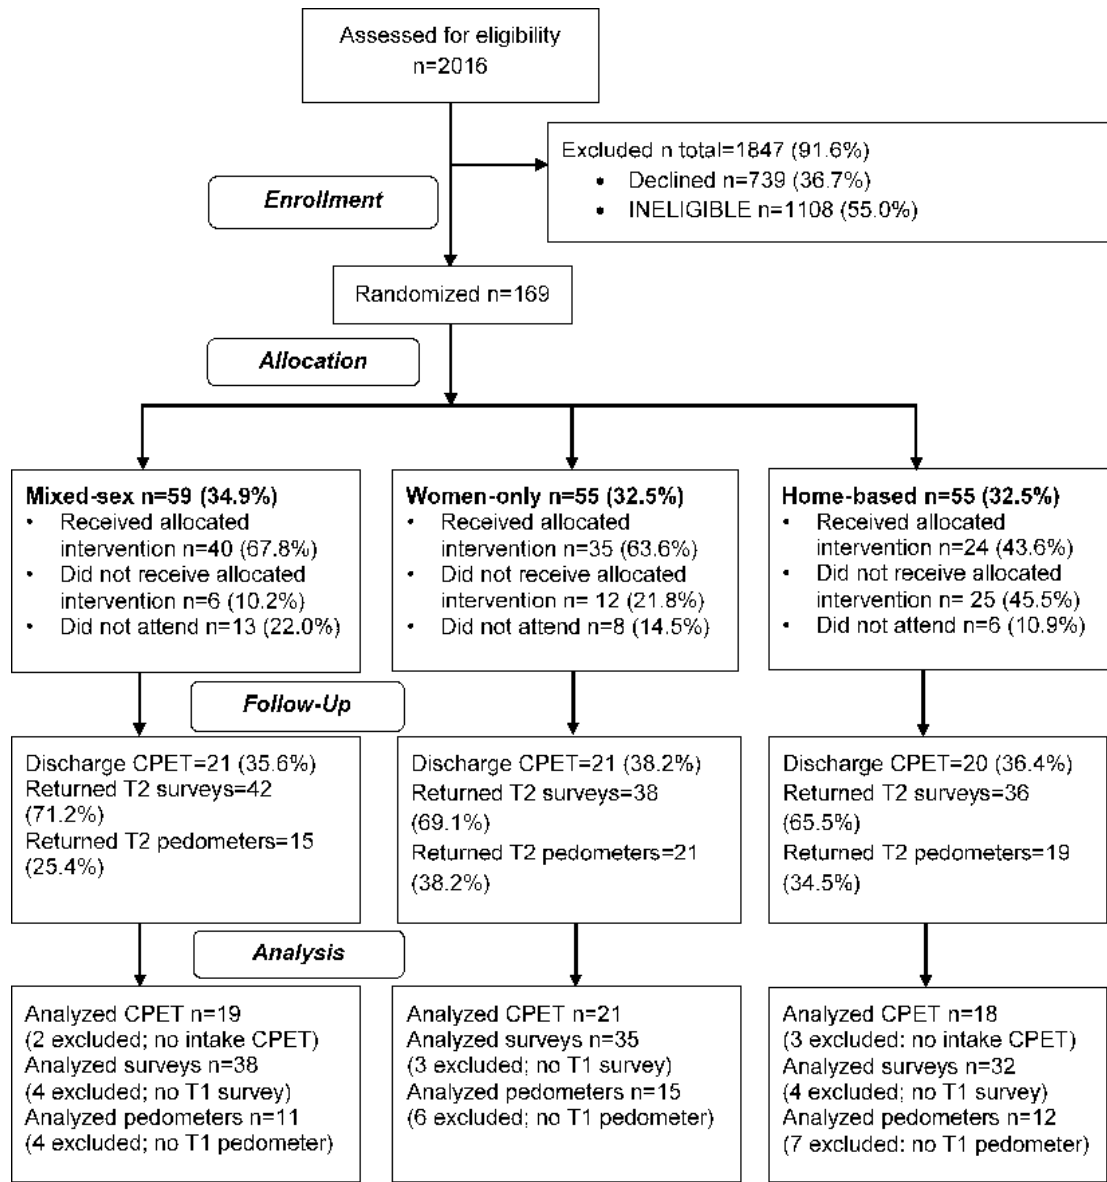 Assessed for eligibility
n=2016
Excluded n total=1847 (91.6%)
• Declined n=739 (36.7%)
• INELIGIBLE n=1108 (55.0%)
Enrollment
Randomized n=169
Allocation
Mixed-sex n=59 (34.9%)
• Received allocated
intervention n=40 (67.8%)
• Did not receive allocated
intervention n=6 (10.2%)
• Did not attend n=13 (22.0%)
Women-only n=55 (32.5%)
• Received allocated
intervention n=35 (63.6%)
• Did not receive allocated
intervention n= 12 (21.8%)
• Did not attend n=8 (14.5%)
Home-based n=55 (32.5%)
• Received allocated
intervention n=24 (43.6%)
• Did not receive allocated
intervention n= 25 (45.5%)
• Did not attend n=6 (10.9%)
Follow-Up
Discharge CPET=21 (35.6%)
Returned T2 surveys=42
(71.2%)
Returned T2 pedometers=15
(25.4%)
Discharge CPET=21 (38.2%)
Returned T2 surveys=38
(69.1%)
Returned T2 pedometers=21
(38.2%)
Discharge CPET=20 (36.4%)
Returned T2 surveys=36
(65.5%)
Returned T2 pedometers=19
(34.5%)
Analysis
Analyzed CPET n=19
(2 excluded; no intake CPET)
Analyzed surveys n=38
(4 excluded; no T1 survey)
Analyzed pedometers n=11
(4 excluded; no T1 pedometer)
Analyzed CPET n=21
Analyzed surveys n=35
(3 excluded; no T1 survey)
Analyzed pedometers n=15
(6 excluded; no T1 pedometer)
Analyzed CPET n=18
(3 excluded: no intake CPET)
Analyzed surveys n=32
(4 excluded; no T1 survey)
Analyzed pedometers n=12
(7 excluded: no T1 pedometer)